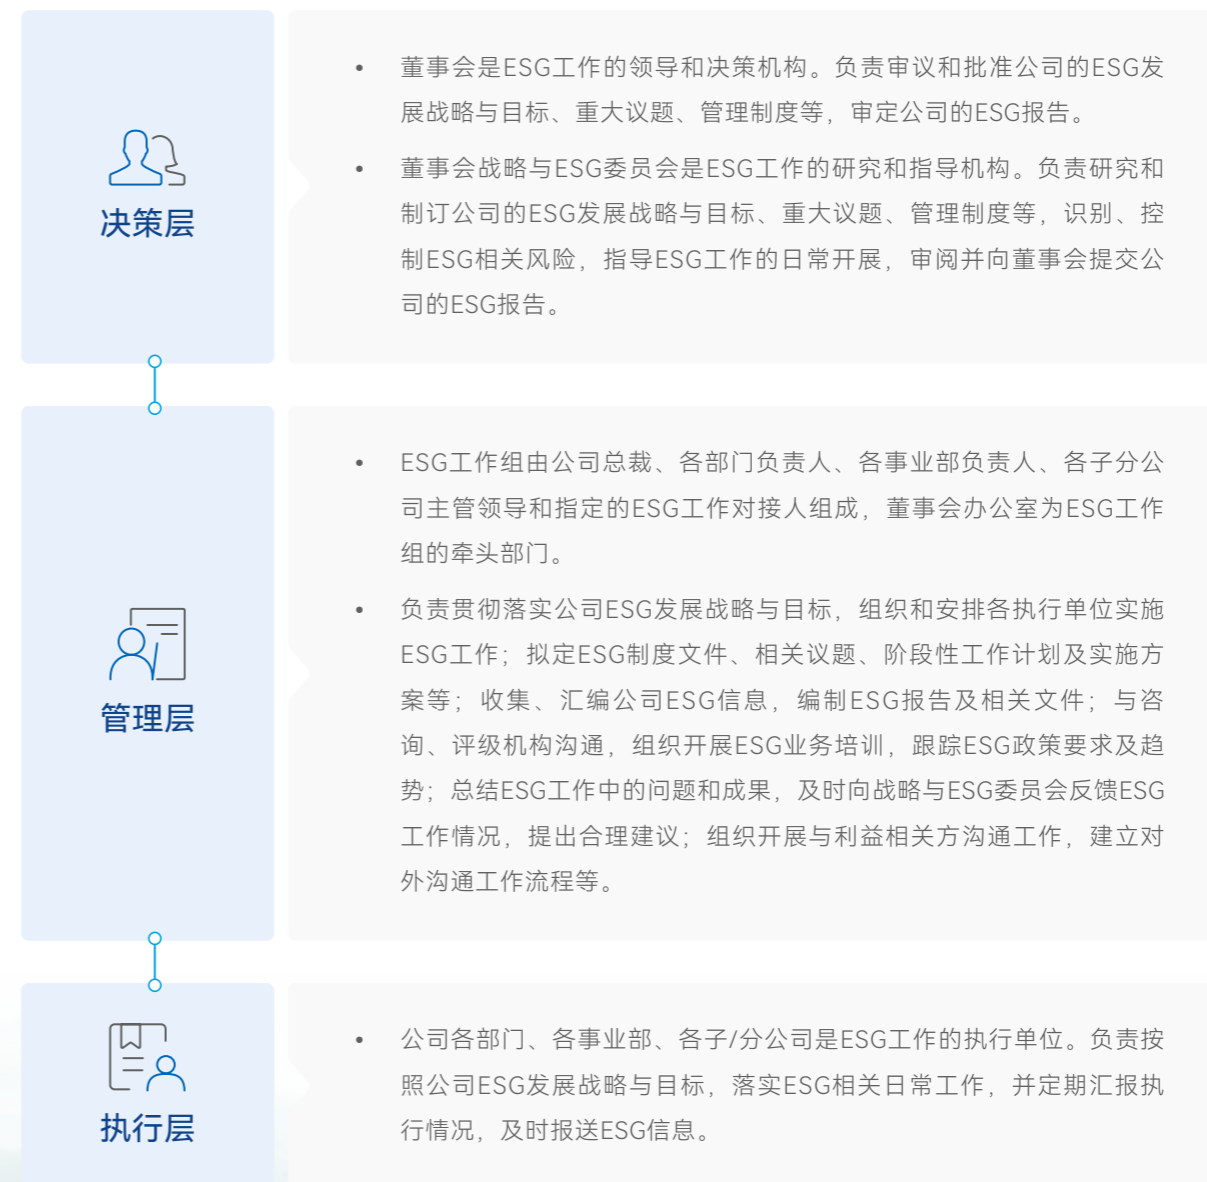 决策层
• 董事会是ESG工作的领导和决策机构。负责审议和批准公司的ESG发
展战略与目标、重大议题、管理制度等，审定公司的ESG报告。
• 董事会战略与ESG委员会是ESG工作的研究和指导机构。负责研究和
制订公司的ESG发展战略与目标、重大议题、管理制度等，识别、控
制ESG相关风险，指导ESG工作的日常开展，审阅并向董事会提交公
司的ESG报告。
管理层
• ESG工作组由公司总裁、各部门负责人、各事业部负责人、各子分公
司主管领导和指定的ESG工作对接人组成，董事会办公室为ESG工作
组的牵头部门。
• 负责贯彻落实公司ESG发展战略与目标，组织和安排各执行单位实施
ESG工作；拟定ESG制度文件、相关议题、阶段性工作计划及实施方
案等；收集、汇编公司ESG信息，编制ESG报告及相关文件；与咨
询、评级机构沟通，组织开展ESG业务培训，跟踪ESG政策要求及趋
势；总结ESG工作中的问题和成果，及时向战略与ESG委员会反馈ESG
工作情况，提出合理建议；组织开展与利益相关方沟通工作，建立对
外沟通工作流程等。
执行层
• 公司各部门、各事业部、各子/分公司是ESG工作的执行单位。负责按
照公司ESG发展战略与目标，落实ESG相关日常工作，并定期汇报执
行情况，及时报送ESG信息。